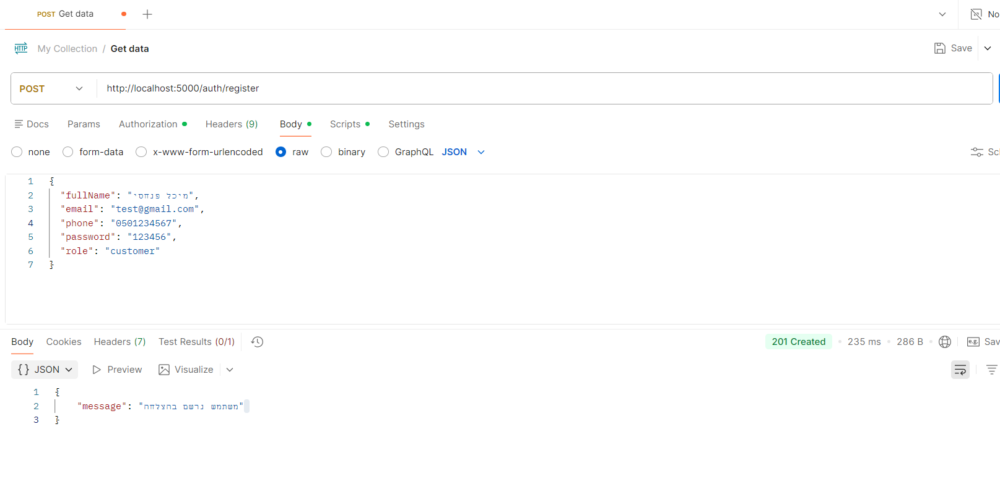 POST Get data
No
HTTP My Collection / Get data
Save
POST http://localhost:5000/auth/register
Docs Params Authorization Headers (9) Body Scripts Settings
none form-data x-www-form-urlencoded raw binary GraphQL JSON
1 {
2 "fullName": "מיכל פנחסי",
3 "email": "test@gmail.com",
4 "phone": "0501234567",
5 "password": "123456",
6 "role": "customer"
7 }
Body Cookies Headers (7) Test Results (0/1)
201 Created • 235 ms • 286 B • e.g. Sav
{} JSON Preview Visualize
1 {
2 "message": "משתמש נרשם בהצלחה"
3 }